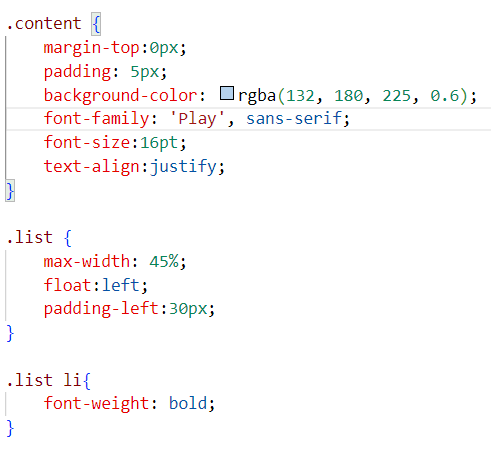 .content {
    margin-top:0px;
    padding: 5px;
    background-color: rgba(132, 180, 225, 0.6);
    font-family: 'Play', sans-serif;
    font-size:16pt;
    text-align:justify;
}

.list {
    max-width: 45%;
    float:left;
    padding-left:30px;
}

.list li{
    font-weight: bold;
}